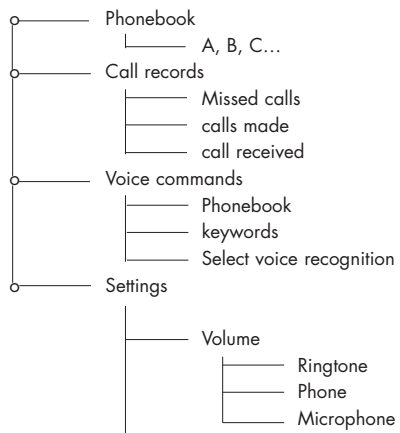 Phonebook
A, B, C...
Call records
Missed calls
calls made
call received
Voice commands
Phonebook
keywords
Select voice recognition
Settings
Volume
Ringtone
Phone
Microphone